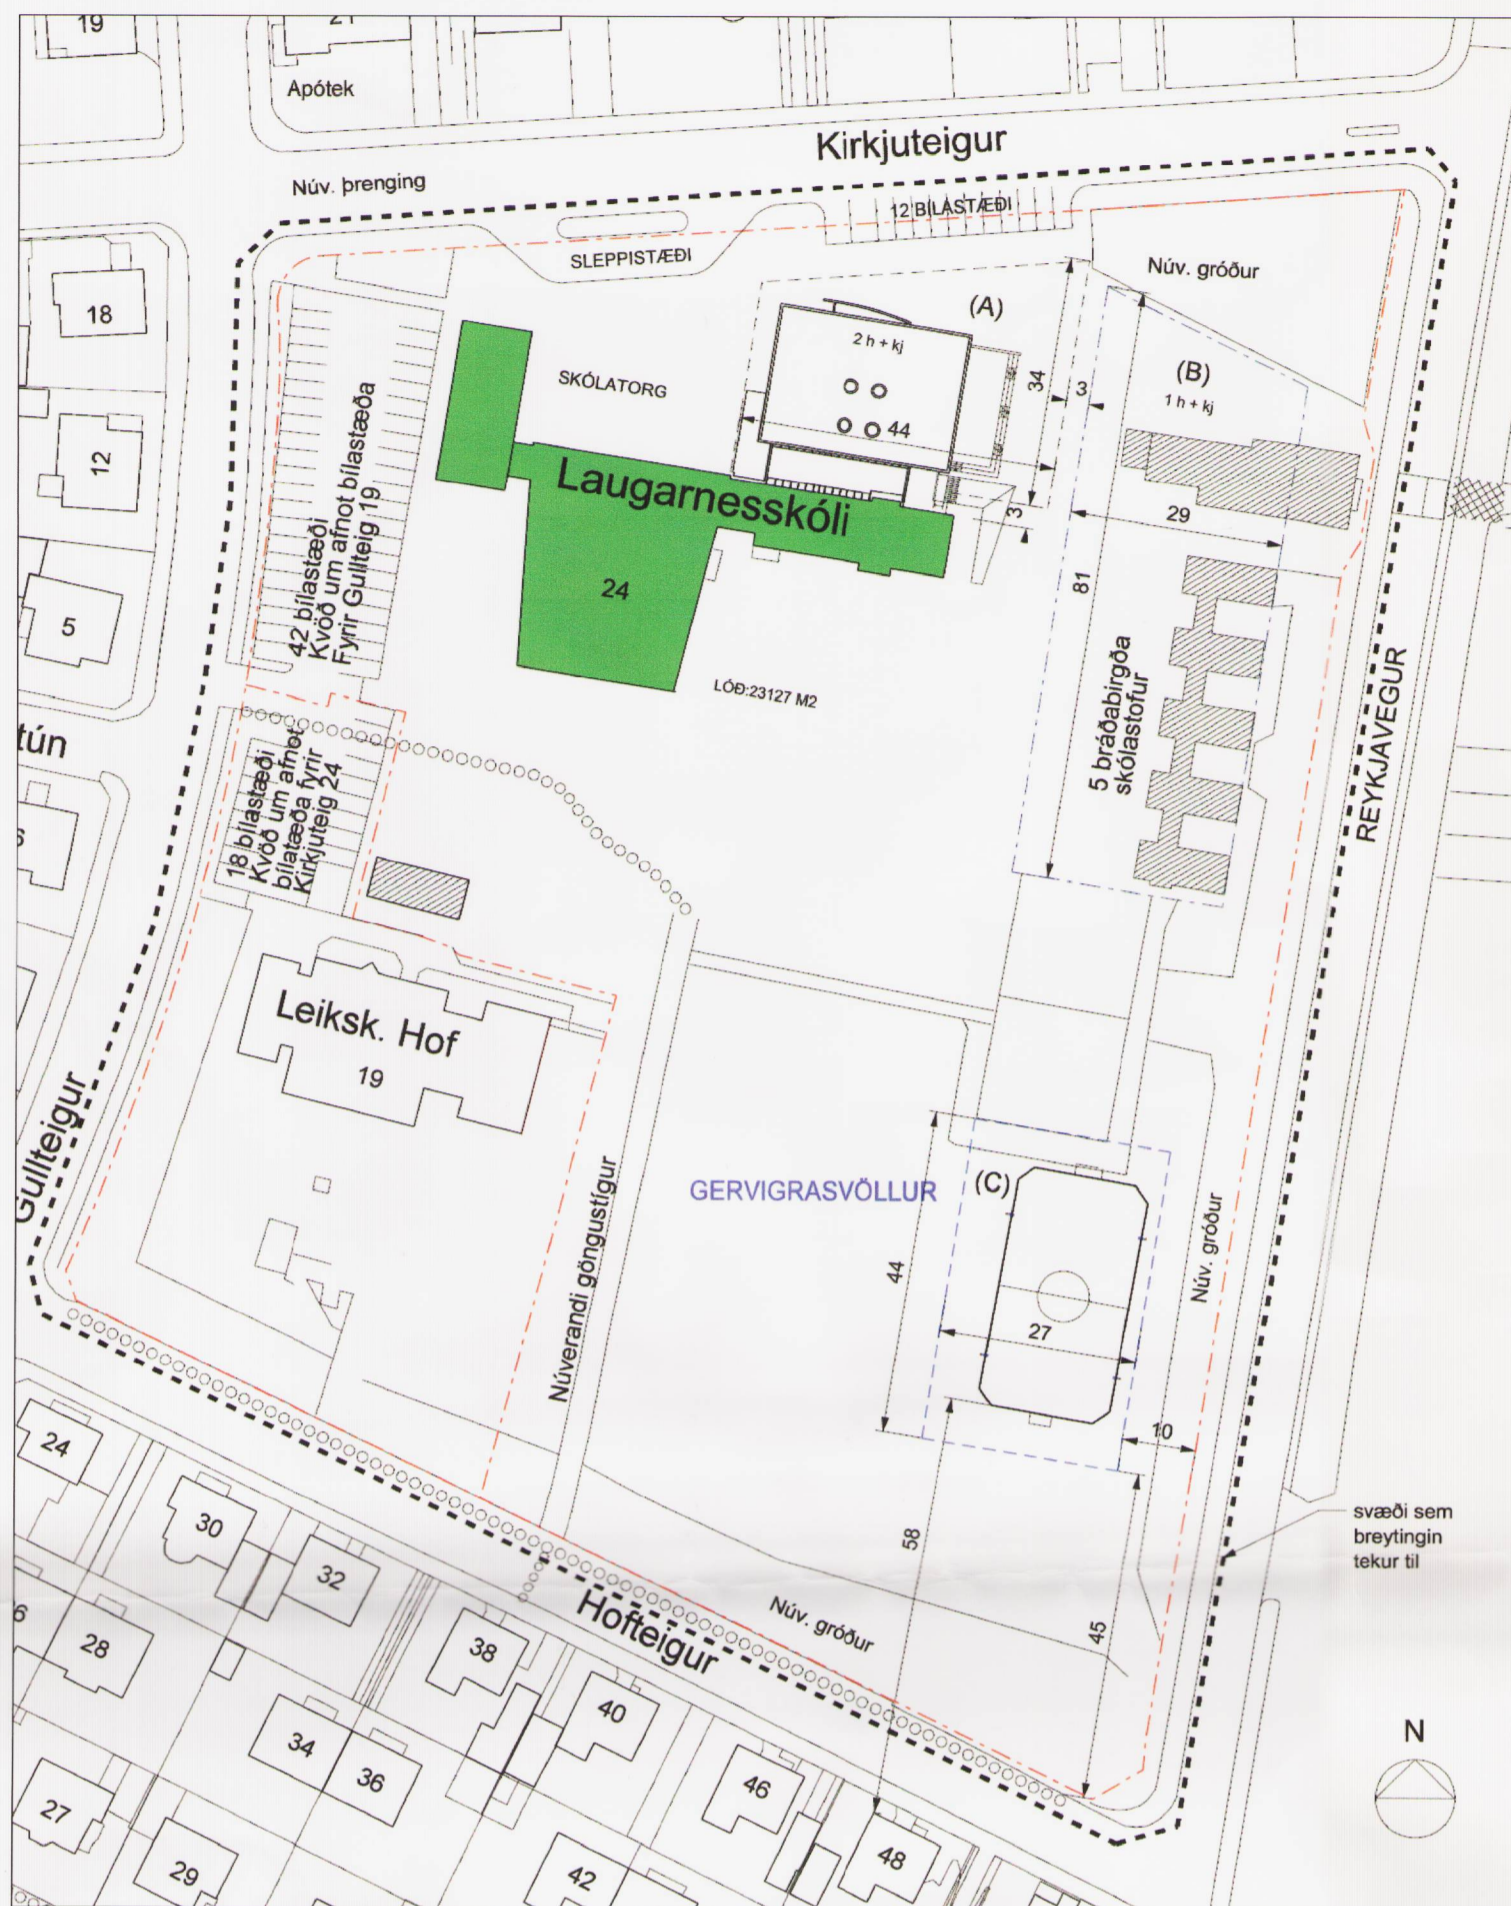 19
21
Apótek
Kirkjuteigur
Núv. þrenging
12 BÍLASTÆÐI
SLEPPISTÆÐI
Núv. gróður
(A)
18
2 h + kj
34
3
(B)
1 h + kj
SKÓLATORG
44
12
42 bílastæði
Kvöð um afnot bílastæða
Fyrir Gullteig 19
Laugarnesskóli
3
29
24
81
5
5 bráðabirgða
skólastofur
LÓÐ:23127 M2
REYKJAVEGUR
tún
18 bílastæði
Kvöð um afnot
bílatæða fyrir
Kirkjuteig 24
Leiksk. Hof
19
Gullteigur
GERVIGRASVÖLLUR
(C)
Núverandi göngustígur
44
Núv. gróður
27
10
24
30
32
58
svæði sem
breytingin
tekur til
6
28
38
Hofteigur
Núv. gróður
45
40
34
36
46
N
27
29
42
48